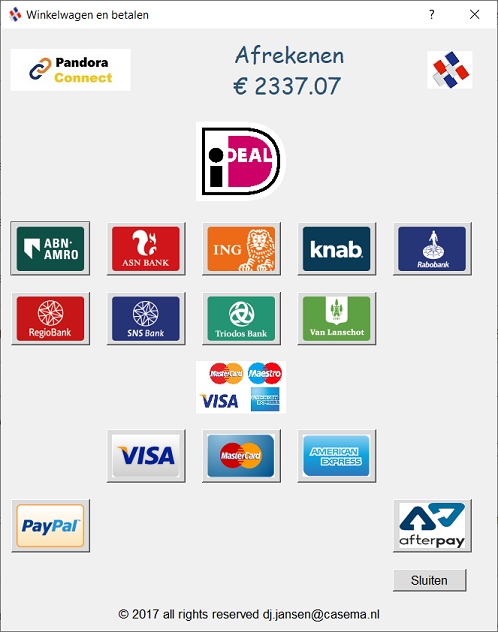 Winkelwagen en betalen
?
Pandora
Connect
Afrekenen
€ 2337.07
iDEAL
ABN·
AMRO
ASN BANK
ING
knab.
Rabobank
RegioBank
SNS Bank
Triodos Bank
Van Lanschot
MasterCard
Maestro
VISA
AMERICAN
EXPRESS
VISA
MasterCard
AMERICAN
EXPRESS
PayPal
afterpay
Sluiten
© 2017 all rights reserved dj.jansen@casema.nl